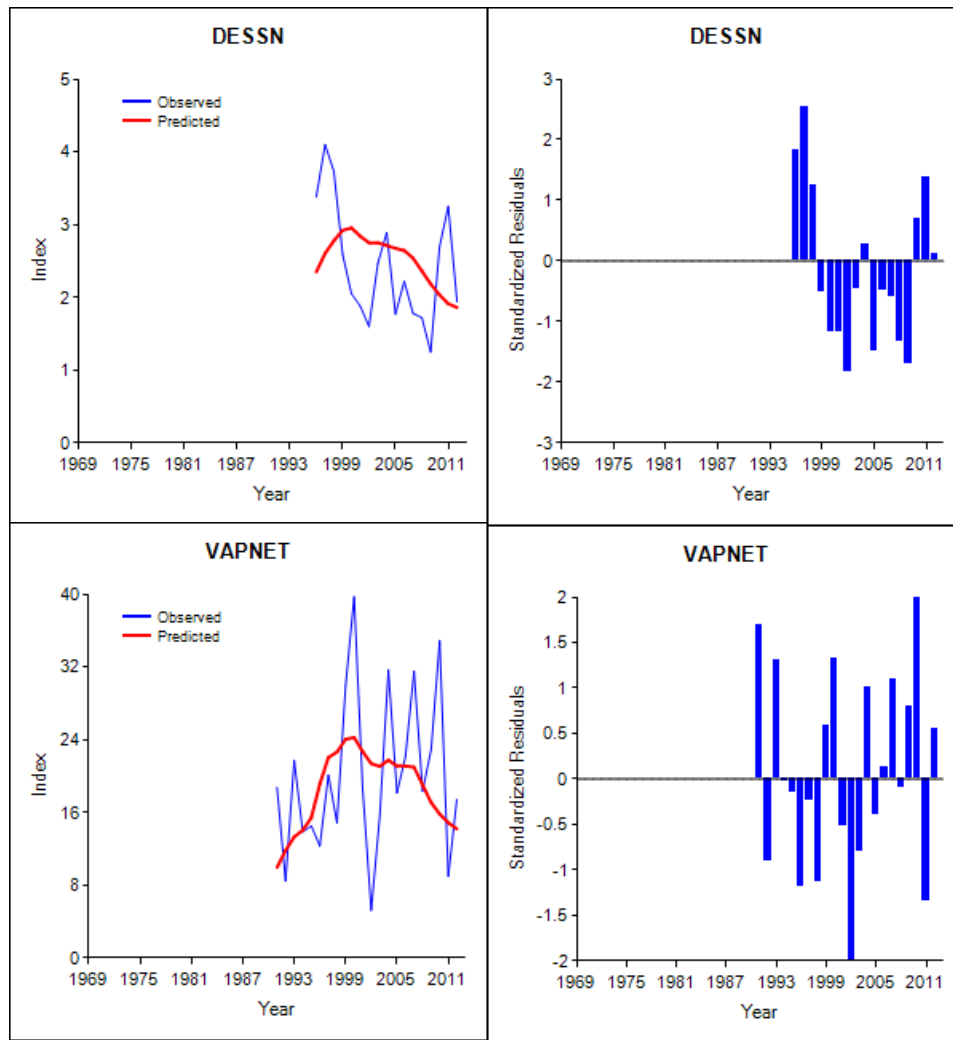 DESSN
5
4
3
2
1
0
Index
Observed
Predicted
1969 1975 1981 1987 1993 1999 2005 2011
Year
DESSN
3
2
1
0
-1
-2
-3
Standardized Residuals
1969 1975 1981 1987 1993 1999 2005 2011
Year
VAPNET
40
32
24
16
8
0
Index
Observed
Predicted
1969 1975 1981 1987 1993 1999 2005 2011
Year
VAPNET
2
1.5
1
0.5
0
-0.5
-1
-1.5
-2
Standardized Residuals
1969 1975 1981 1987 1993 1999 2005 2011
Year